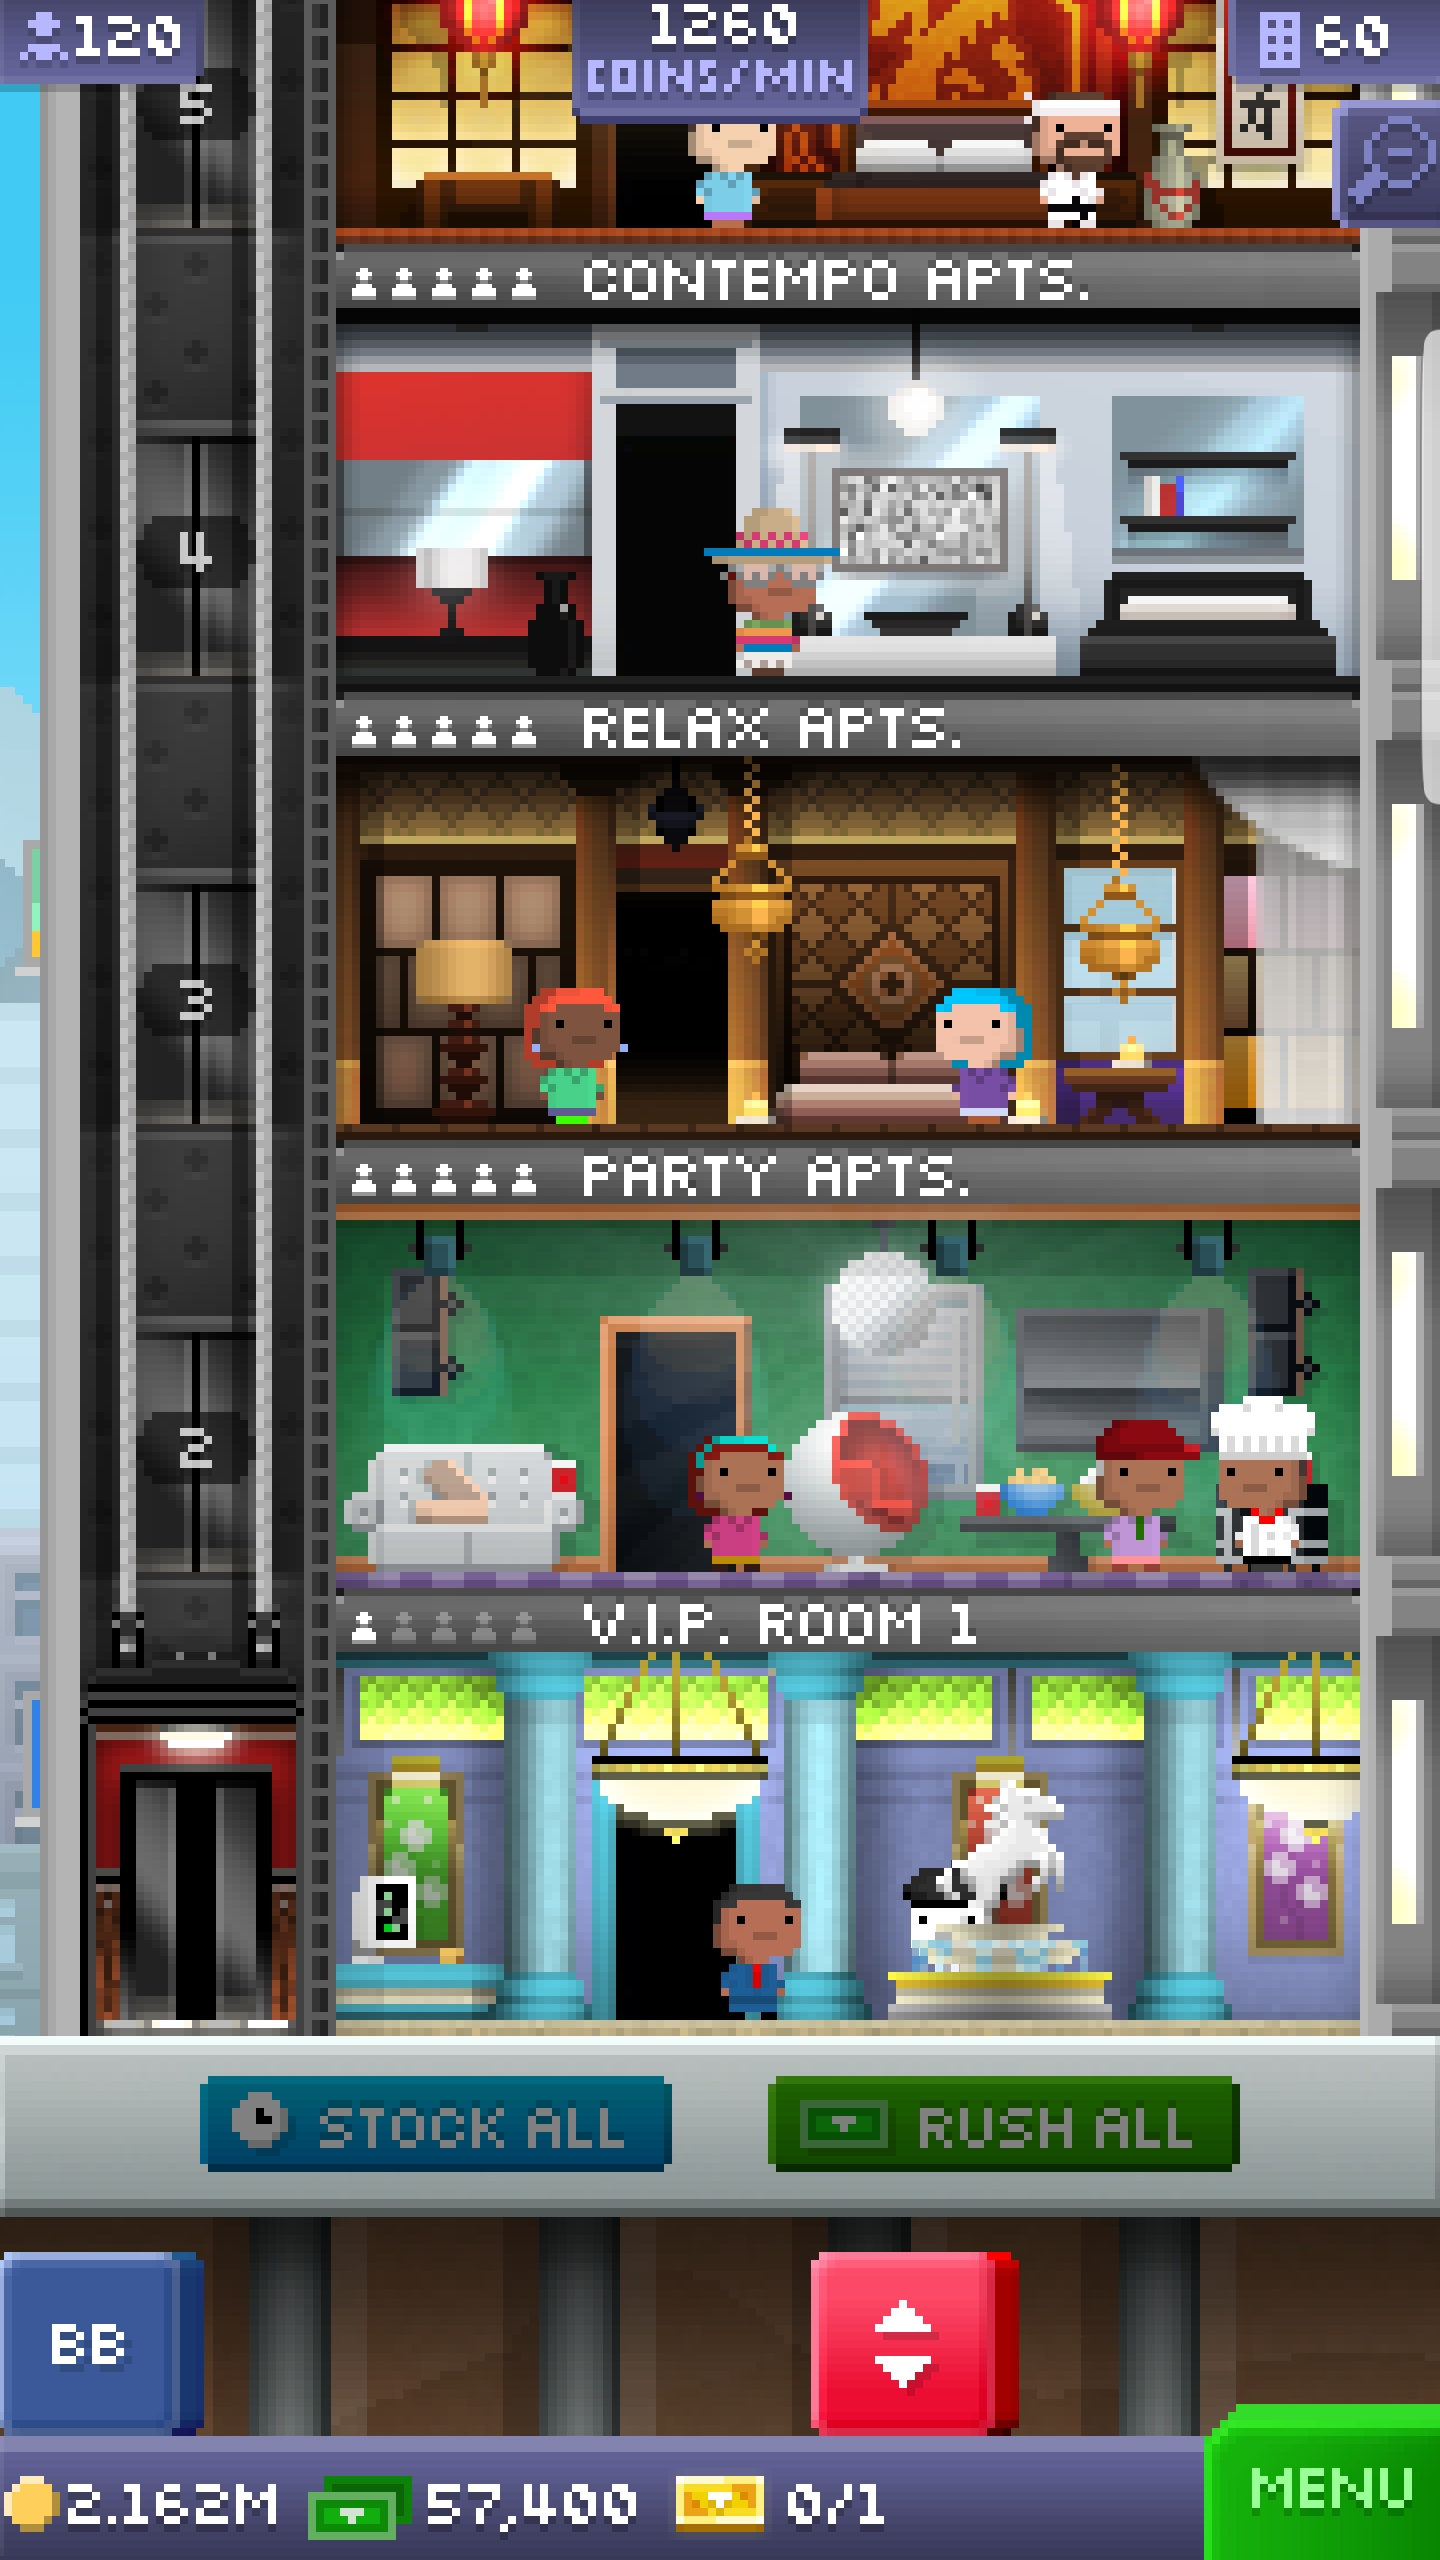 120
1260
COINS/MIN
60
5
CONTEMPO APTS.
4
RELAX APTS.
3
PARTY APTS.
2
V.I.P. ROOM 1
STOCK ALL
RUSH ALL
BB
2.162M
57,400
0/1
MENU